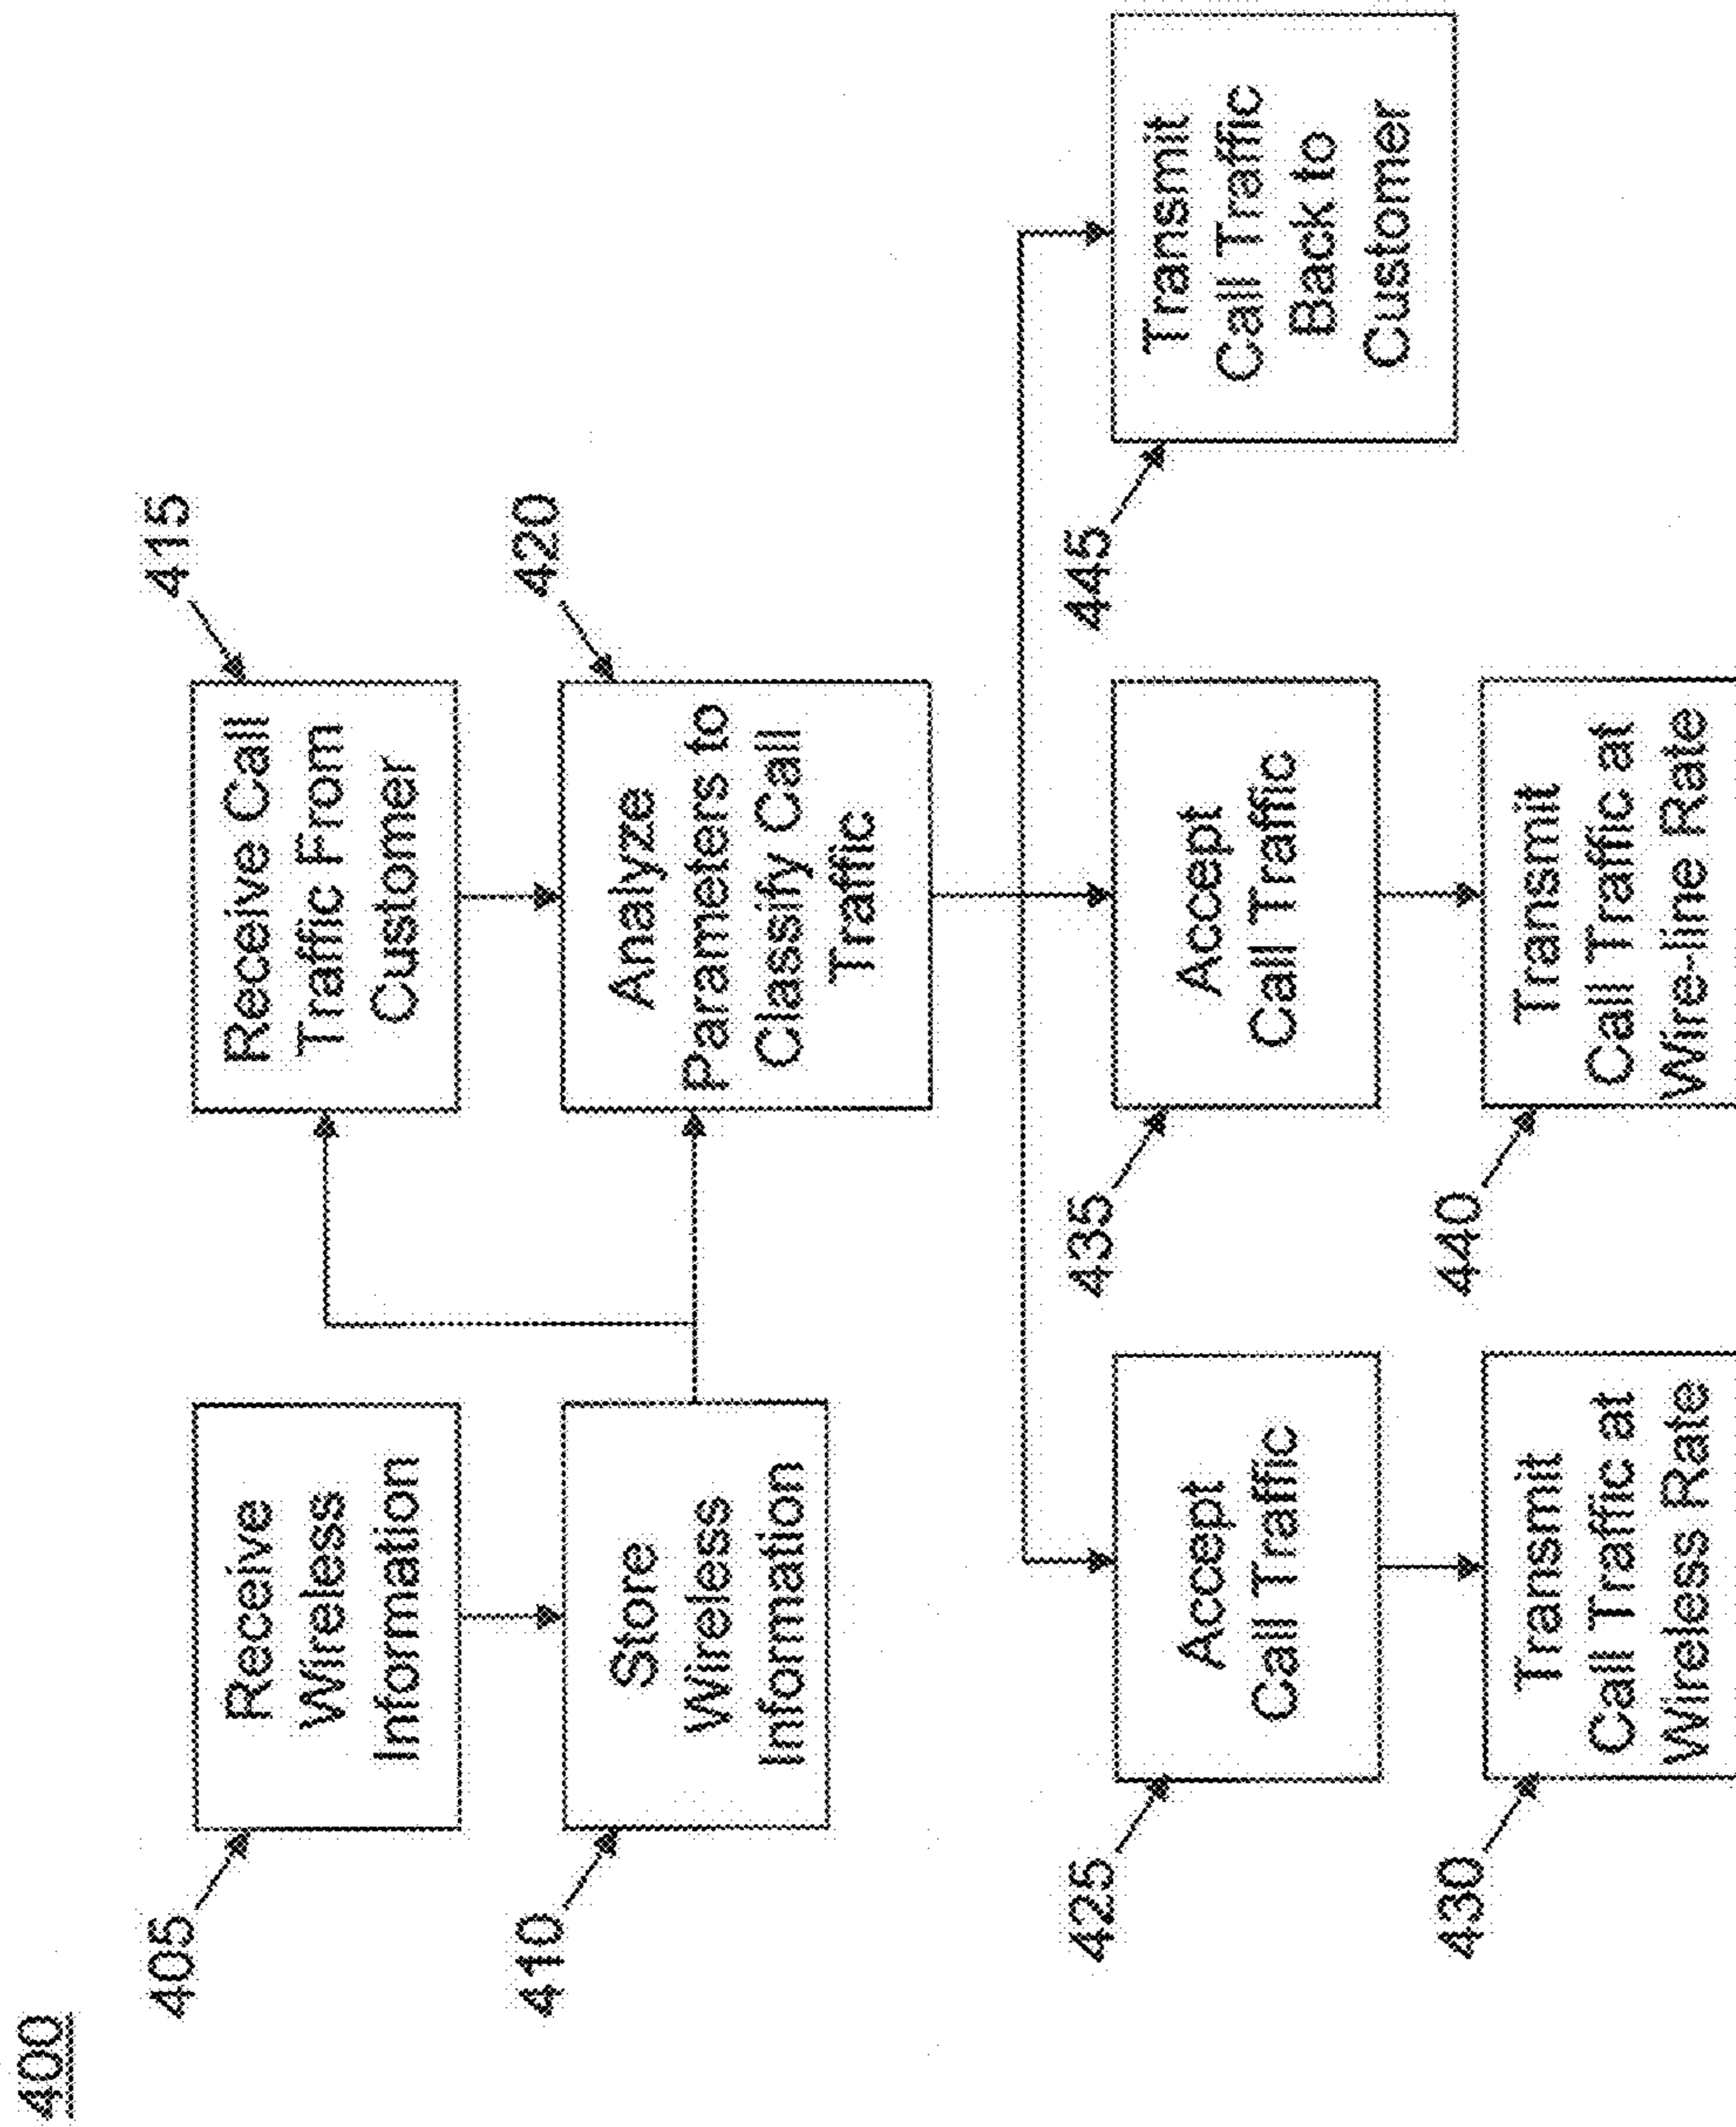 400
405
Receive
Wireless
Information
410
Store
Wireless
Information
415
Receive Call
Traffic From
Customer
420
Analyze
Parameters to
Classify Call
Traffic
425
Accept
Call Traffic
430
Transmit
Call Traffic at
Wireless Rate
435
Accept
Call Traffic
440
Transmit
Call Traffic at
Wire-line Rate
445
Transmit
Call Traffic
Back to
Customer